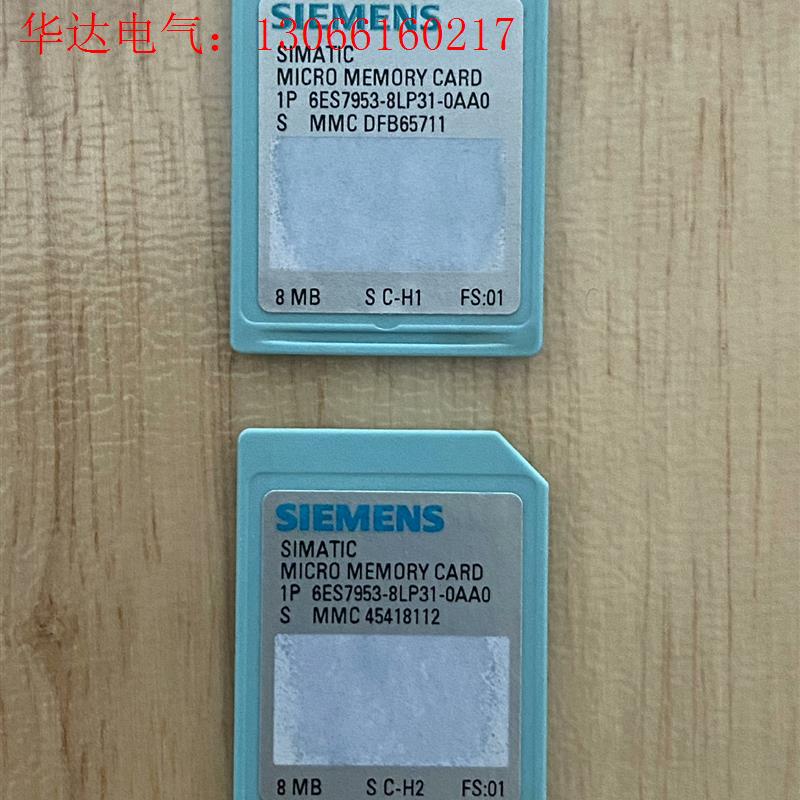 华达电气：13066160217
SIEMENS
SIMATIC
MICRO MEMORY CARD
1P 6ES7953-8LP31-0AA0
S MMC DFB65711
8 MB S C-H1 FS:01
SIEMENS
SIMATIC
MICRO MEMORY CARD
1P 6ES7953-8LP31-0AA0
S MMC 45418112
8 MB S C-H2 FS:01